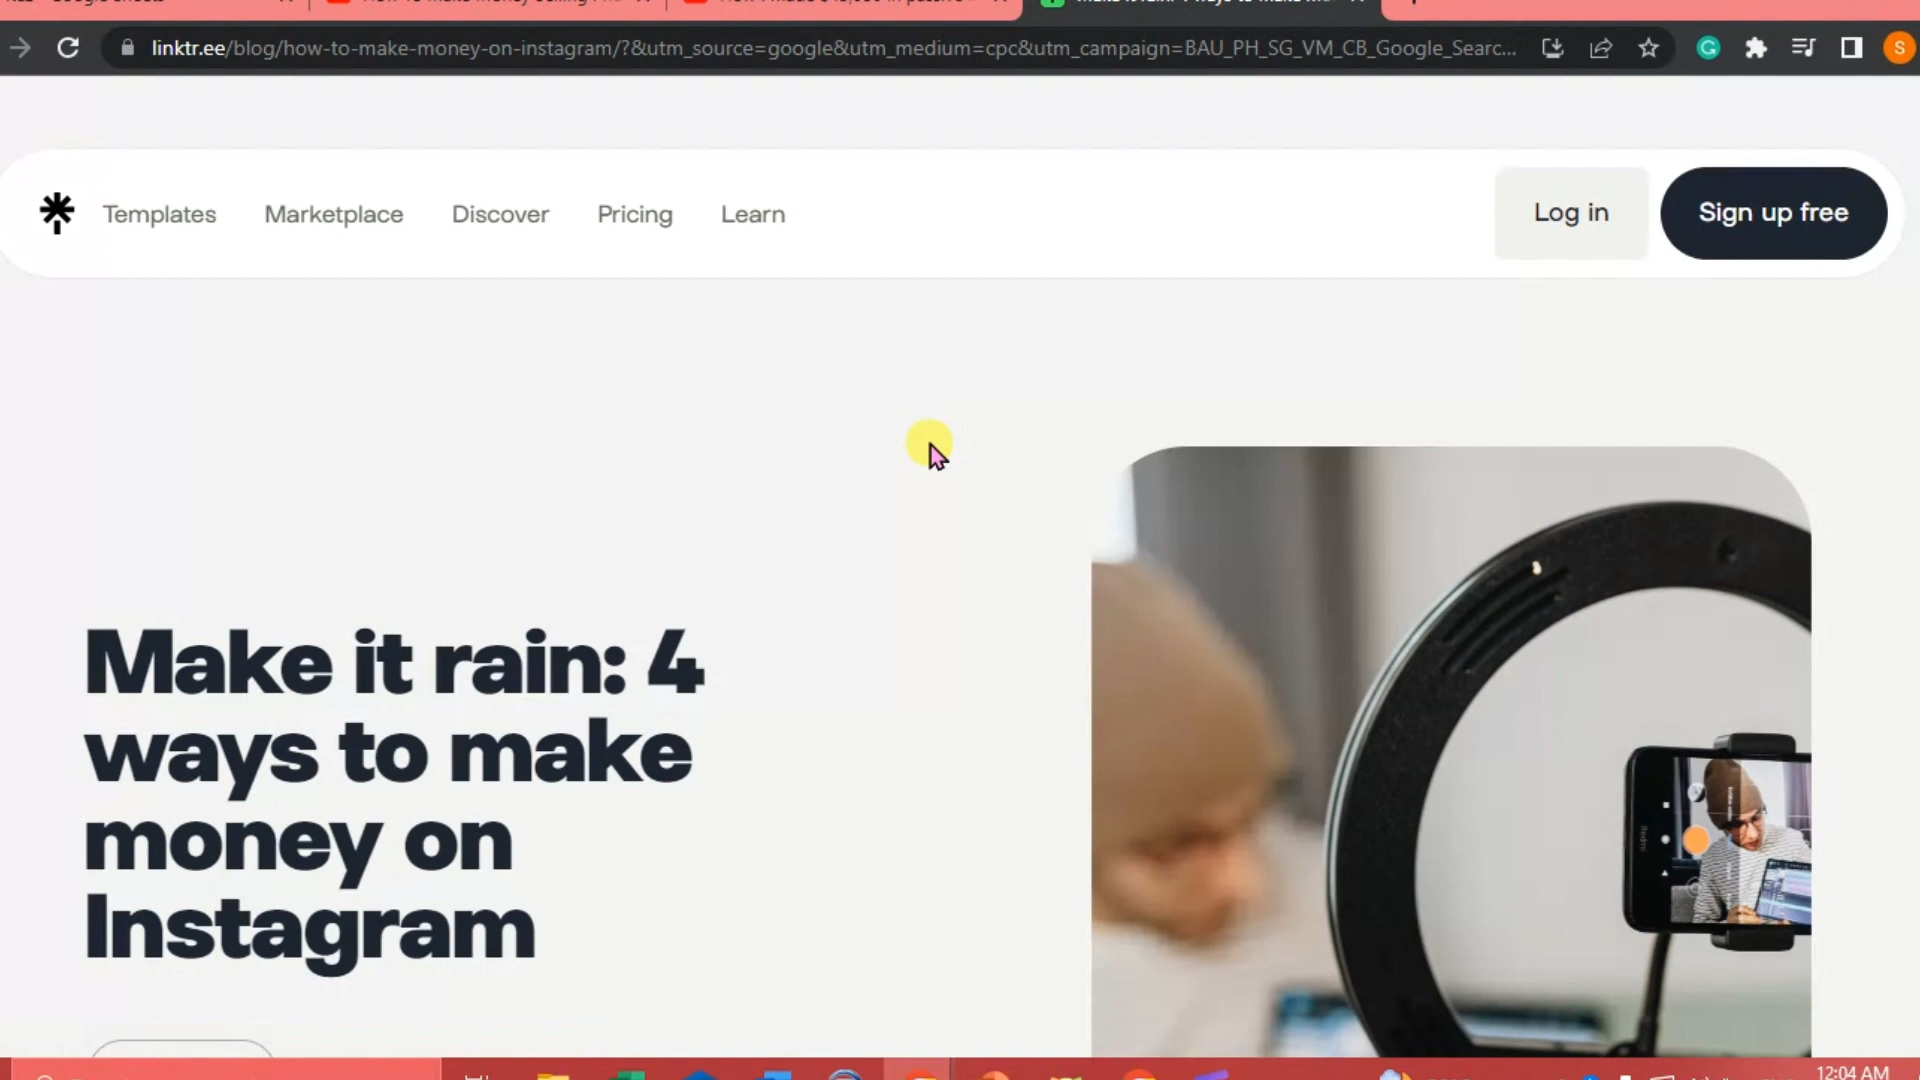 linktr.ee/blog/how-to-make-money-on-instagram/?&utm_source=google&utm_medium=cpc&utm_campaign=BAU_PH_SG_VM_CB_Google_Searc...
S
Templates Marketplace Discover Pricing Learn Log in Sign up free
Make it rain: 4
ways to make
money on
Instagram
12:04 AM